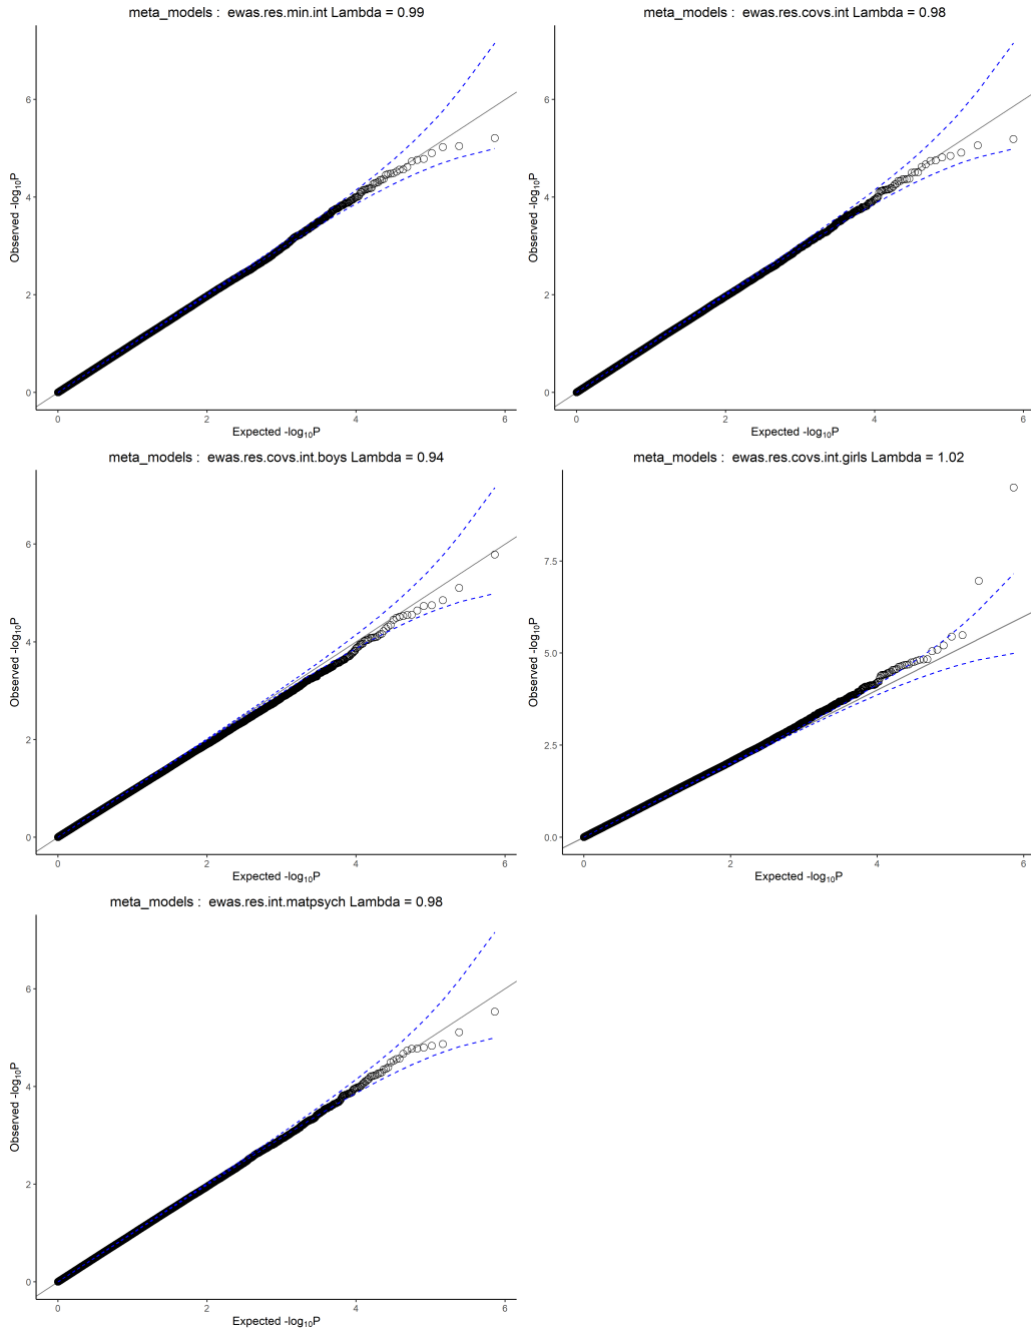 meta_models : ewas.res.min.int Lambda = 0.99
Observed -log10P
6
4
2
0
0 2 4 6
Expected -log10P
meta_models : ewas.res.covs.int Lambda = 0.98
Observed -log10P
6
4
2
0
0 2 4 6
Expected -log10P
meta_models : ewas.res.covs.int.boys Lambda = 0.94
Observed -log10P
6
4
2
0
0 2 4 6
Expected -log10P
meta_models : ewas.res.covs.int.girls Lambda = 1.02
Observed -log10P
7.5
5.0
2.5
0.0
0 2 4 6
Expected -log10P
meta_models : ewas.res.int.matpsych Lambda = 0.98
Observed -log10P
6
4
2
0
0 2 4 6
Expected -log10P